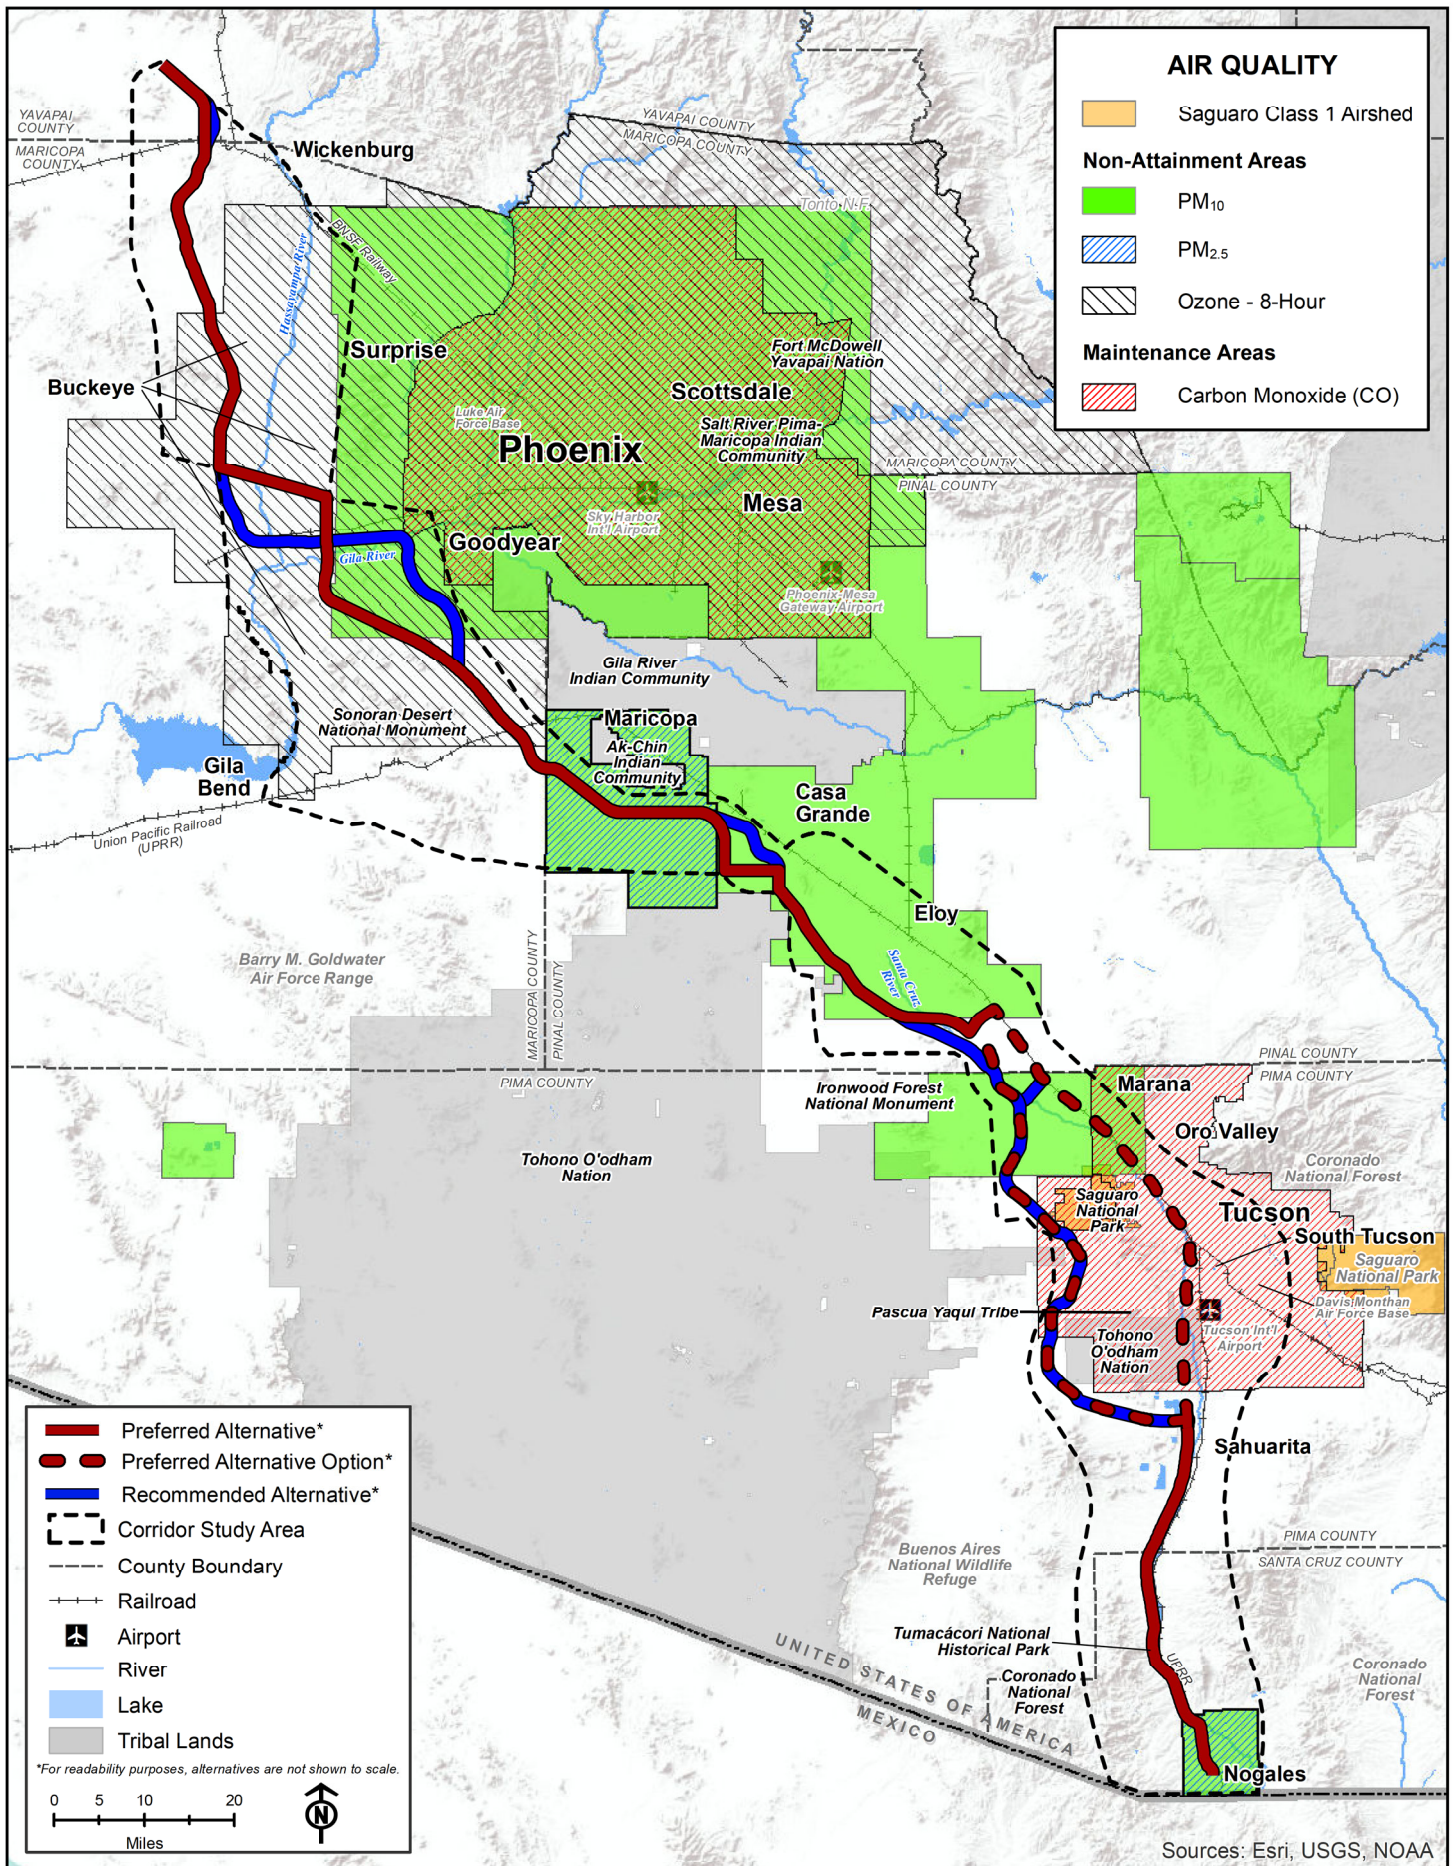 AIR QUALITY
Saguaro Class 1 Airshed
Non-Attainment Areas
PM10
PM2.5
Ozone - 8-Hour
Maintenance Areas
Carbon Monoxide (CO)
YAVAPAI
COUNTY
MARICOPA
COUNTY
Wickenburg
YAVAPAI COUNTY
MARICOPA COUNTY
Tonto N.F.
BNSF Railway
Hassayampa River
Surprise
Buckeye
Fort McDowell
Yavapai Nation
Scottsdale
Luke Air
Force Base
Salt River Pima-
Maricopa Indian
Community
Phoenix
MARICOPA COUNTY
PINAL COUNTY
Mesa
Sky Harbor
Int'l Airport
Goodyear
Gila River
Phoenix-Mesa
Gateway Airport
Gila River
Indian Community
Sonoran Desert
National Monument
Maricopa
Ak-Chin
Indian
Community
Gila
Bend
Casa
Grande
Union Pacific Railroad
(UPRR)
Eloy
Barry M. Goldwater
Air Force Range
Santa Cruz
River
MARICOPA COUNTY
PINAL COUNTY
PINAL COUNTY
PIMA COUNTY
PIMA COUNTY
Ironwood Forest
National Monument
Marana
Oro Valley
Tohono O'odham
Nation
Coronado
National Forest
Saguaro
National
Park
Tucson
South Tucson
Saguaro
National Park
Pascua Yaqui Tribe
Davis Monthan
Air Force Base
Tohono
O'odham
Nation
Tucson Int'l
Airport
Sahuarita
PIMA COUNTY
SANTA CRUZ COUNTY
Buenos Aires
National Wildlife
Refuge
Tumacácori National
Historical Park
UPRR
Coronado
National
Forest
Coronado
National
Forest
UNITED STATES OF AMERICA
MEXICO
Nogales
Preferred Alternative*
Preferred Alternative Option*
Recommended Alternative*
Corridor Study Area
County Boundary
Railroad
Airport
River
Lake
Tribal Lands
*For readability purposes, alternatives are not shown to scale.
0 5 10 20
Miles
N
Sources: Esri, USGS, NOAA